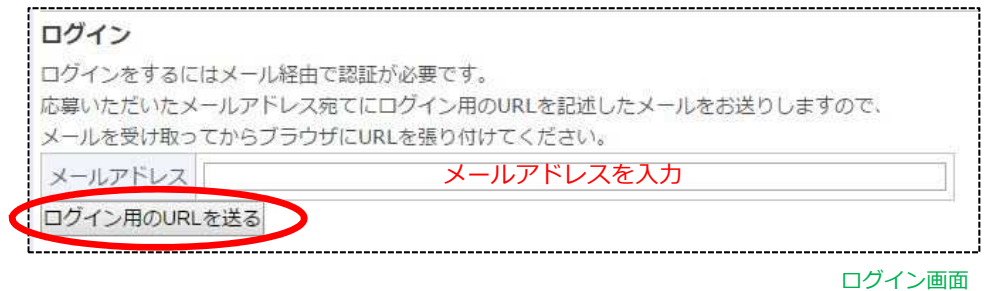 ログイン
ログインをするにはメール経由で認証が必要です。
応募いただいたメールアドレス宛てにログイン用のURLを記述したメールをお送りしますので、
メールを受け取ってからブラウザにURLを張り付けてください。
メールアドレス メールアドレスを入力
ログイン用のURLを送る
ログイン画面